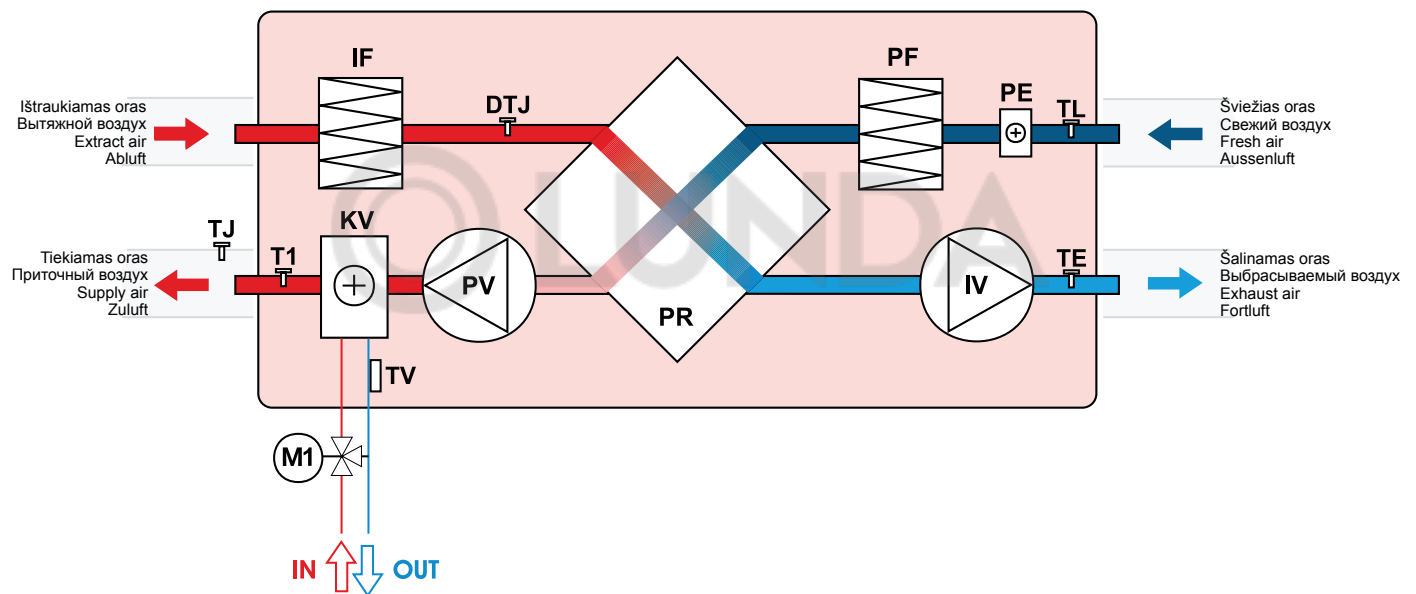 IF
PF
PE
DTJ
TL
Ištraukiamas oras
Вытяжной воздух
Extract air
Abluft
Šviežias oras
Свежий воздух
Fresh air
Aussenluft
LUNDA
TJ
KV
T1
PV
PR
IV
TE
Tiekiamas oras
Приточный воздух
Supply air
Zuluft
Šalinamas oras
Выбрасываемый воздух
Exhaust air
Fortluft
TV
M1
IN
OUT